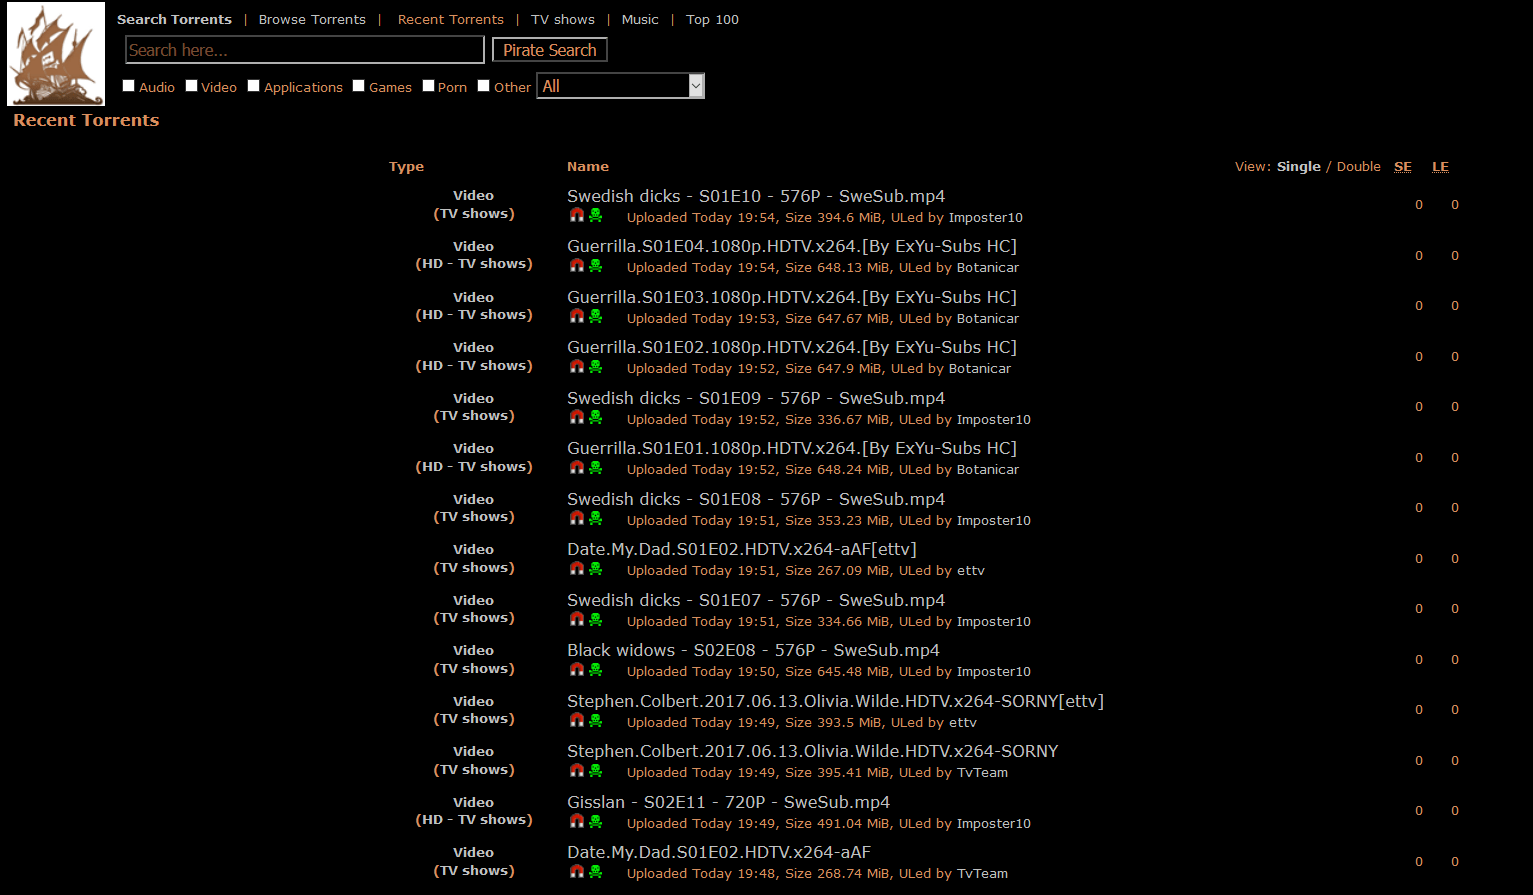 Search Torrents | Browse Torrents | Recent Torrents | TV shows | Music | Top 100
Search here... Pirate Search
Audio Video Applications Games Porn Other All
Recent Torrents
Type Name View: Single / Double SE LE
Video
(TV shows)
Swedish dicks - S01E10 - 576P - SweSub.mp4
Uploaded Today 19:54, Size 394.6 MiB, ULed by Imposter10
0 0
Video
(HD - TV shows)
Guerrilla.S01E04.1080p.HDTV.x264.[By ExYu-Subs HC]
Uploaded Today 19:54, Size 648.13 MiB, ULed by Botanicar
0 0
Video
(HD - TV shows)
Guerrilla.S01E03.1080p.HDTV.x264.[By ExYu-Subs HC]
Uploaded Today 19:53, Size 647.67 MiB, ULed by Botanicar
0 0
Video
(HD - TV shows)
Guerrilla.S01E02.1080p.HDTV.x264.[By ExYu-Subs HC]
Uploaded Today 19:52, Size 647.9 MiB, ULed by Botanicar
0 0
Video
(TV shows)
Swedish dicks - S01E09 - 576P - SweSub.mp4
Uploaded Today 19:52, Size 336.67 MiB, ULed by Imposter10
0 0
Video
(HD - TV shows)
Guerrilla.S01E01.1080p.HDTV.x264.[By ExYu-Subs HC]
Uploaded Today 19:52, Size 648.24 MiB, ULed by Botanicar
0 0
Video
(TV shows)
Swedish dicks - S01E08 - 576P - SweSub.mp4
Uploaded Today 19:51, Size 353.23 MiB, ULed by Imposter10
0 0
Video
(TV shows)
Date.My.Dad.S01E02.HDTV.x264-aAF[ettv]
Uploaded Today 19:51, Size 267.09 MiB, ULed by ettv
0 0
Video
(TV shows)
Swedish dicks - S01E07 - 576P - SweSub.mp4
Uploaded Today 19:51, Size 334.66 MiB, ULed by Imposter10
0 0
Video
(TV shows)
Black widows - S02E08 - 576P - SweSub.mp4
Uploaded Today 19:50, Size 645.48 MiB, ULed by Imposter10
0 0
Video
(TV shows)
Stephen.Colbert.2017.06.13.Olivia.Wilde.HDTV.x264-SORNY[ettv]
Uploaded Today 19:49, Size 393.5 MiB, ULed by ettv
0 0
Video
(TV shows)
Stephen.Colbert.2017.06.13.Olivia.Wilde.HDTV.x264-SORNY
Uploaded Today 19:49, Size 395.41 MiB, ULed by TvTeam
0 0
Video
(HD - TV shows)
Gisslan - S02E11 - 720P - SweSub.mp4
Uploaded Today 19:49, Size 491.04 MiB, ULed by Imposter10
0 0
Video
(TV shows)
Date.My.Dad.S01E02.HDTV.x264-aAF
Uploaded Today 19:48, Size 268.74 MiB, ULed by TvTeam
0 0